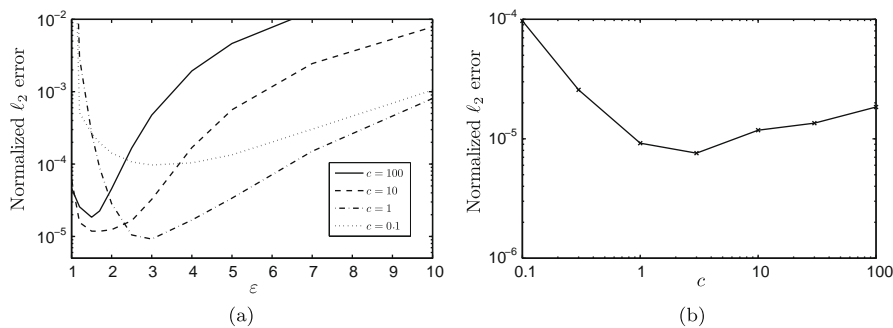 10⁻²
10⁻³
10⁻⁴
10⁻⁵
Normalized ℓ₂ error
c = 100
c = 10
c = 1
c = 0.1
1 2 3 4 5 6 7 8 9 10
ε
(a)
10⁻⁴
10⁻⁵
10⁻⁶
Normalized ℓ₂ error
0.1 1 10 100
c
(b)